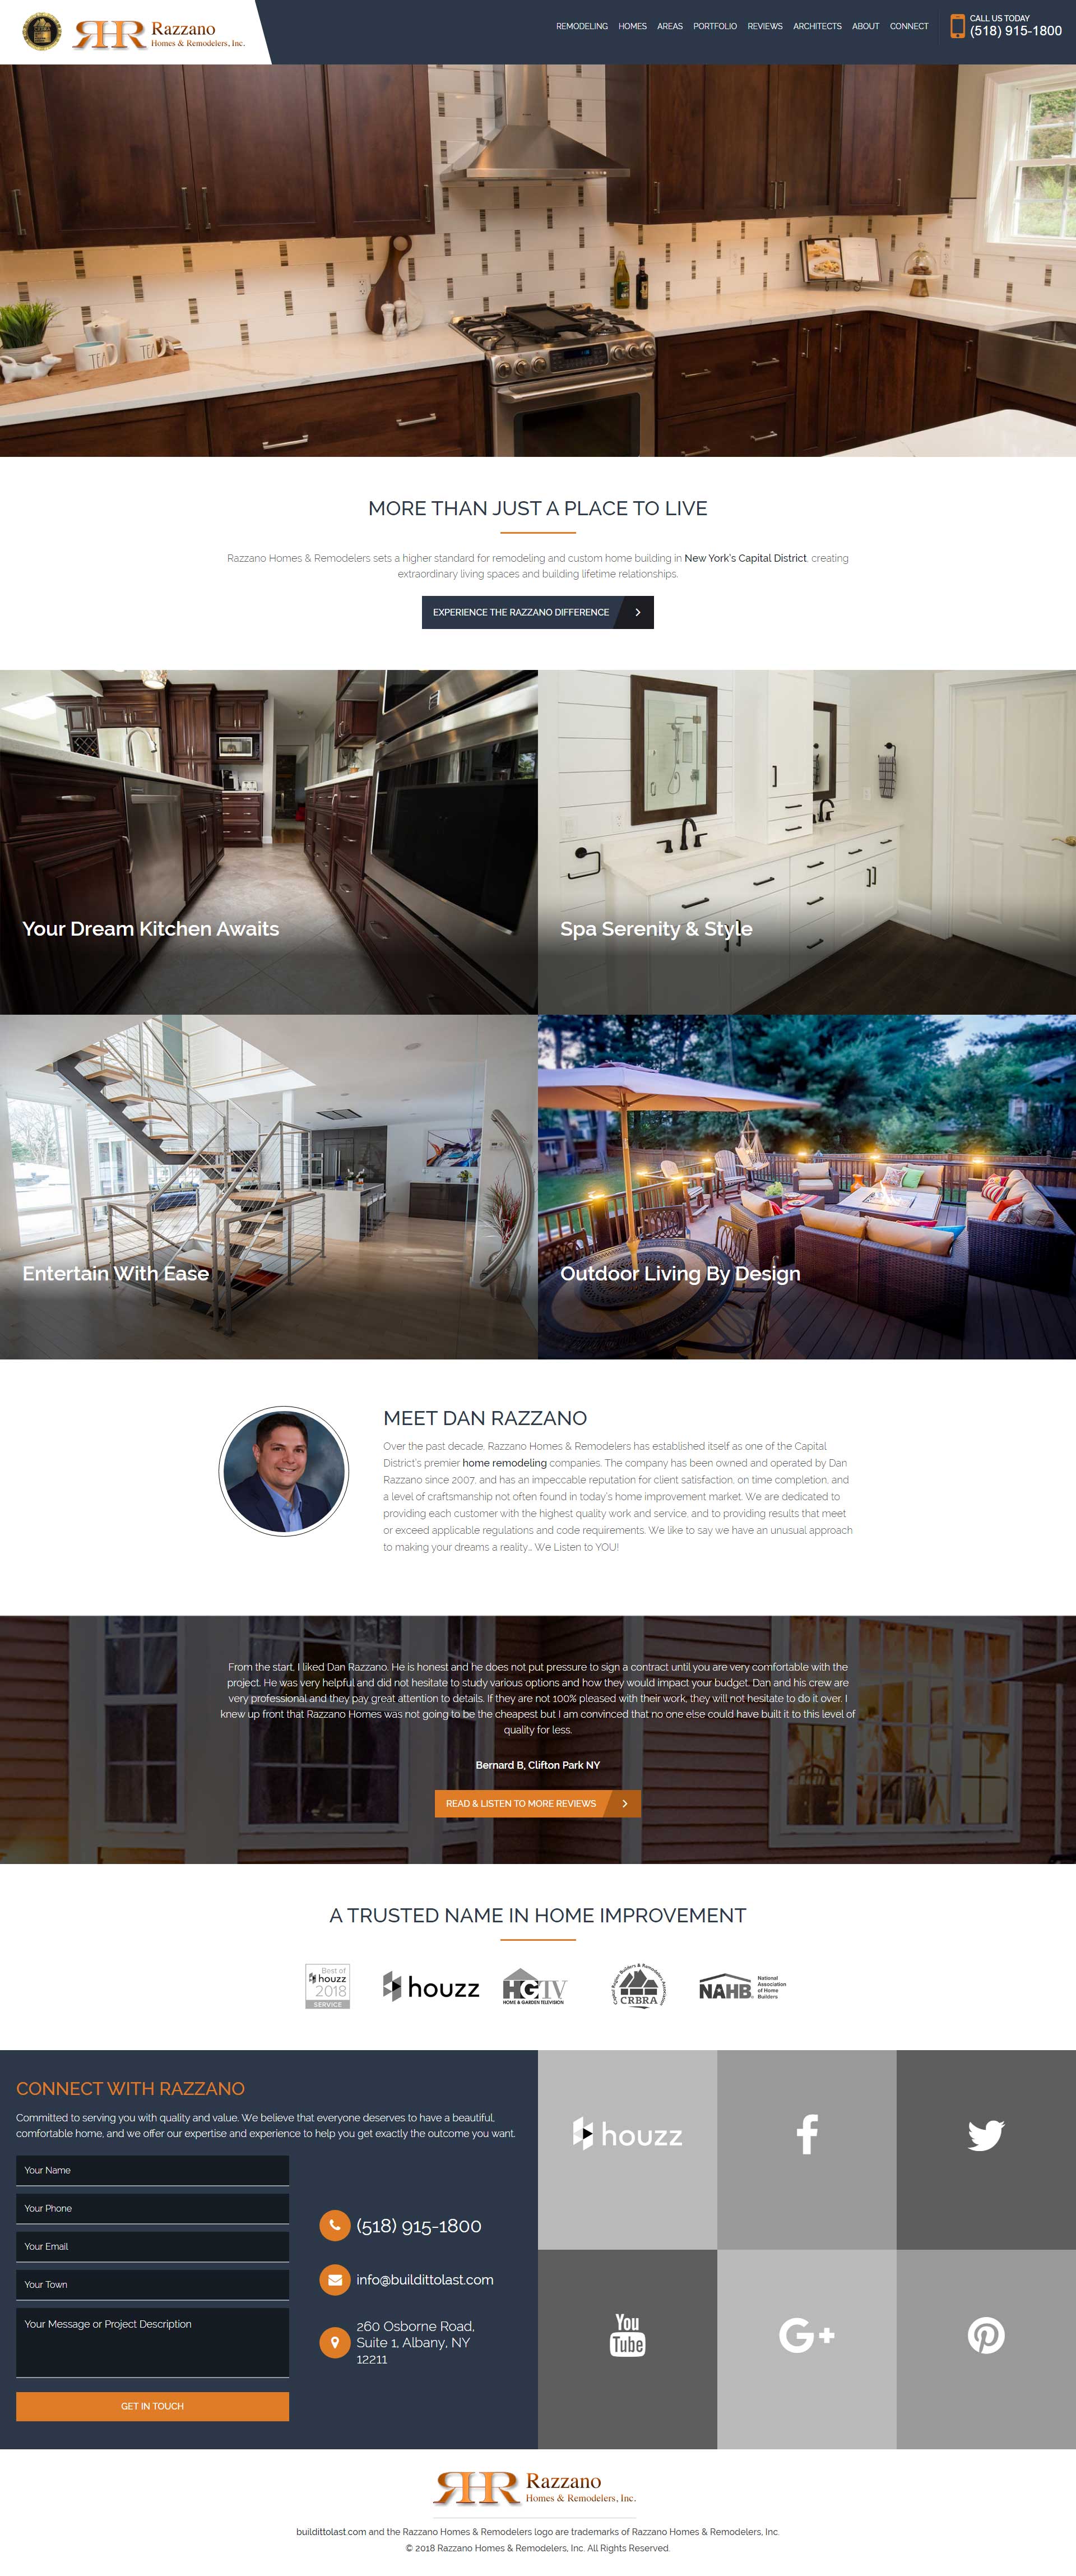 RHR Razzano
Homes & Remodelers, Inc.
REMODELING HOMES AREAS PORTFOLIO REVIEWS ARCHITECTS ABOUT CONNECT
CALL US TODAY
(518) 915-1800
TEA TEA
MORE THAN JUST A PLACE TO LIVE
Razzano Homes & Remodelers sets a higher standard for remodeling and custom home building in New York's Capital District, creating
extraordinary living spaces and building lifetime relationships.
EXPERIENCE THE RAZZANO DIFFERENCE
Your Dream Kitchen Awaits
Spa Serenity & Style
Entertain With Ease
Outdoor Living By Design
MEET DAN RAZZANO
Over the past decade, Razzano Homes & Remodelers has established itself as one of the Capital
District's premier home remodeling companies. The company has been owned and operated by Dan
Razzano since 2007, and has an impeccable reputation for client satisfaction, on time completion, and
a level of craftsmanship not often found in today's home improvement market. We are dedicated to
providing each customer with the highest quality work and service, and to providing results that meet
or exceed applicable regulations and code requirements. We like to say we have an unusual approach
to making your dreams a reality... We Listen to YOU!
From the start, I liked Dan Razzano. He is honest and he does not put pressure to sign a contract until you are very comfortable with the
project. He was very helpful and did not hesitate to study various options and how they would impact your budget. Dan and his crew are
very professional and they pay great attention to details. If they are not 100% pleased with their work, they will not hesitate to do it over. I
knew up front that Razzano Homes was not going to be the cheapest but I am convinced that no one else could have built it to this level of
quality for less.
Bernard B, Clifton Park NY
READ & LISTEN TO MORE REVIEWS
A TRUSTED NAME IN HOME IMPROVEMENT
Best of
houzz
2018
SERVICE
houzz
HGTV
HOME & GARDEN TELEVISION
Capital Region Builders & Remodelers Association
CRBRA
NAHB
National
Association
of Home
Builders
CONNECT WITH RAZZANO
Committed to serving you with quality and value. We believe that everyone deserves to have a beautiful,
comfortable home, and we offer our expertise and experience to help you get exactly the outcome you want.
Your Name
Your Phone
Your Email
Your Town
Your Message or Project Description
GET IN TOUCH
(518) 915-1800
info@buildittolast.com
260 Osborne Road,
Suite 1, Albany, NY
12211
houzz
f
You
Tube
G+
RHR Razzano
Homes & Remodelers, Inc.
buildittolast.com and the Razzano Homes & Remodelers logo are trademarks of Razzano Homes & Remodelers, Inc.
© 2018 Razzano Homes & Remodelers, Inc. All Rights Reserved.